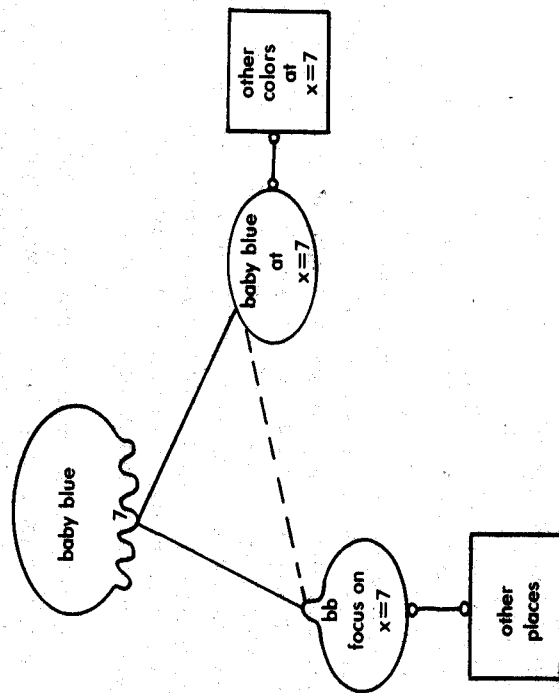 baby blue
7
bb
focus on
x=7
other
places
baby blue
at
x=7
other
colors
at
x=7